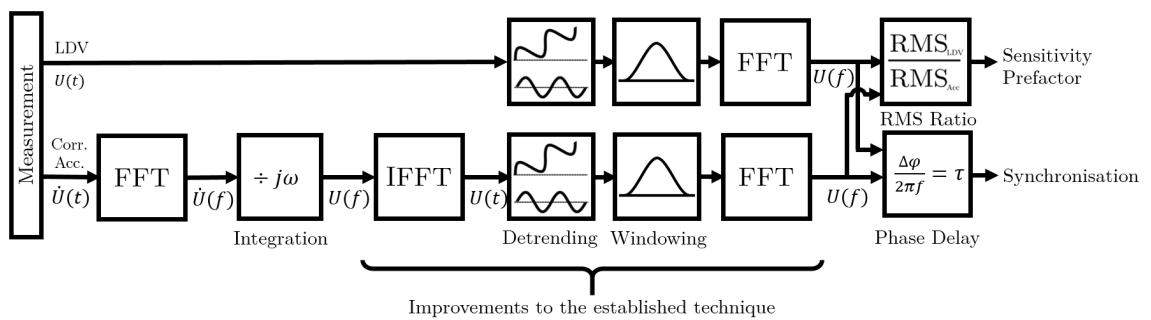 Measurement
LDV
U(t)
FFT
U(f)
RMS_LDV
RMS_Acc
RMS Ratio
Sensitivity
Prefactor
Corr.
Acc.
U̇(t)
FFT
U̇(f)
÷ jω
Integration
U(f)
IFFT
U(t)
Detrending
Windowing
FFT
U(f)
Δφ/2πf = τ
Phase Delay
Synchronisation
Improvements to the established technique